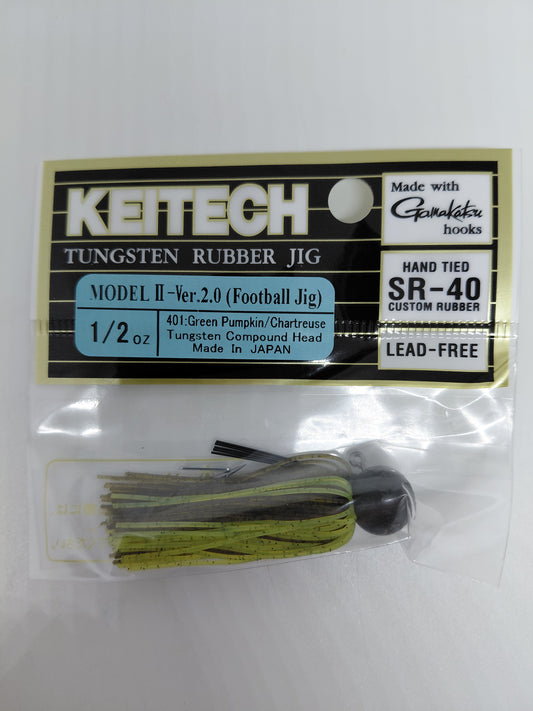 KEITECH
TUNGSTEN RUBBER JIG
Made with
Gamakatsu
hooks
HAND TIED
SR-40
CUSTOM RUBBER
LEAD-FREE
MODEL II-Ver.2.0 (Football Jig)
1/2 oz
401:Green Pumpkin/Chartreuse
Tungsten Compound Head
Made In JAPAN